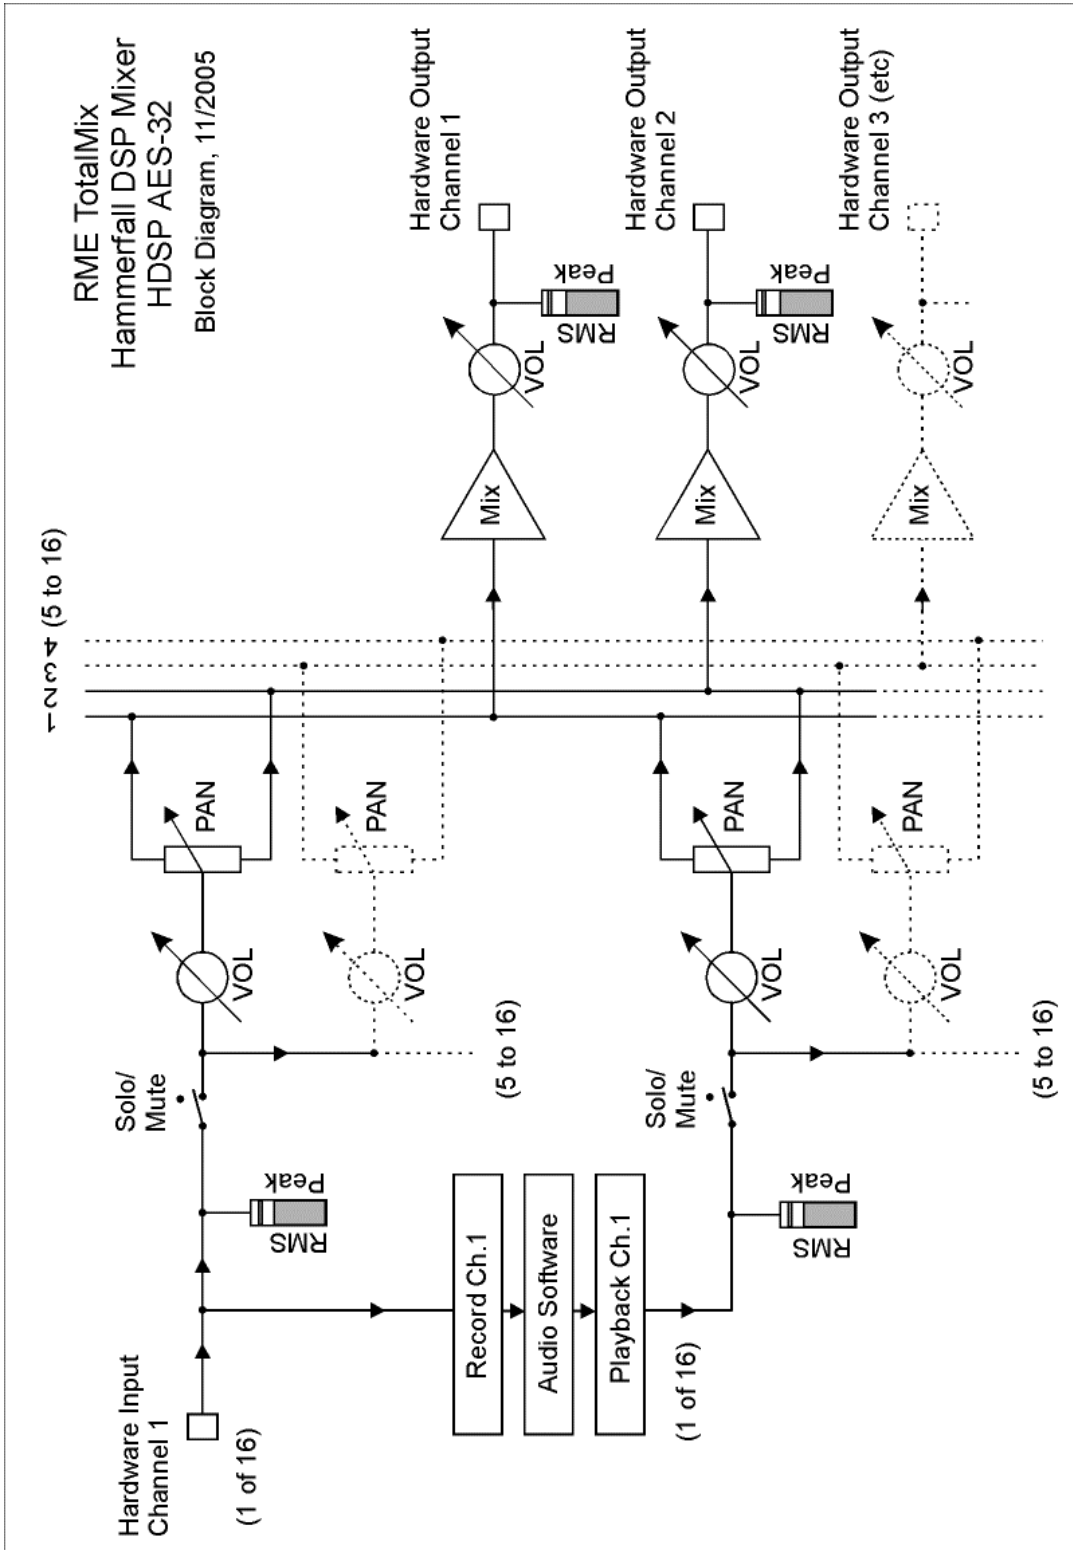 RME TotalMix
Hammerfall DSP Mixer
HDSP AES-32
Block Diagram, 11/2005
Hardware Input
Channel 1
(1 of 16)
RMS
Peak
Solo/
Mute
VOL
PAN
(5 to 16)
VOL
PAN
1 2 3 4 (5 to 16)
Record Ch.1
Audio Software
Playback Ch.1
(1 of 16)
RMS
Peak
Solo/
Mute
VOL
PAN
(5 to 16)
VOL
PAN
Mix
VOL
RMS
Peak
Hardware Output
Channel 1
Mix
VOL
RMS
Peak
Hardware Output
Channel 2
Mix
VOL
Hardware Output
Channel 3 (etc)